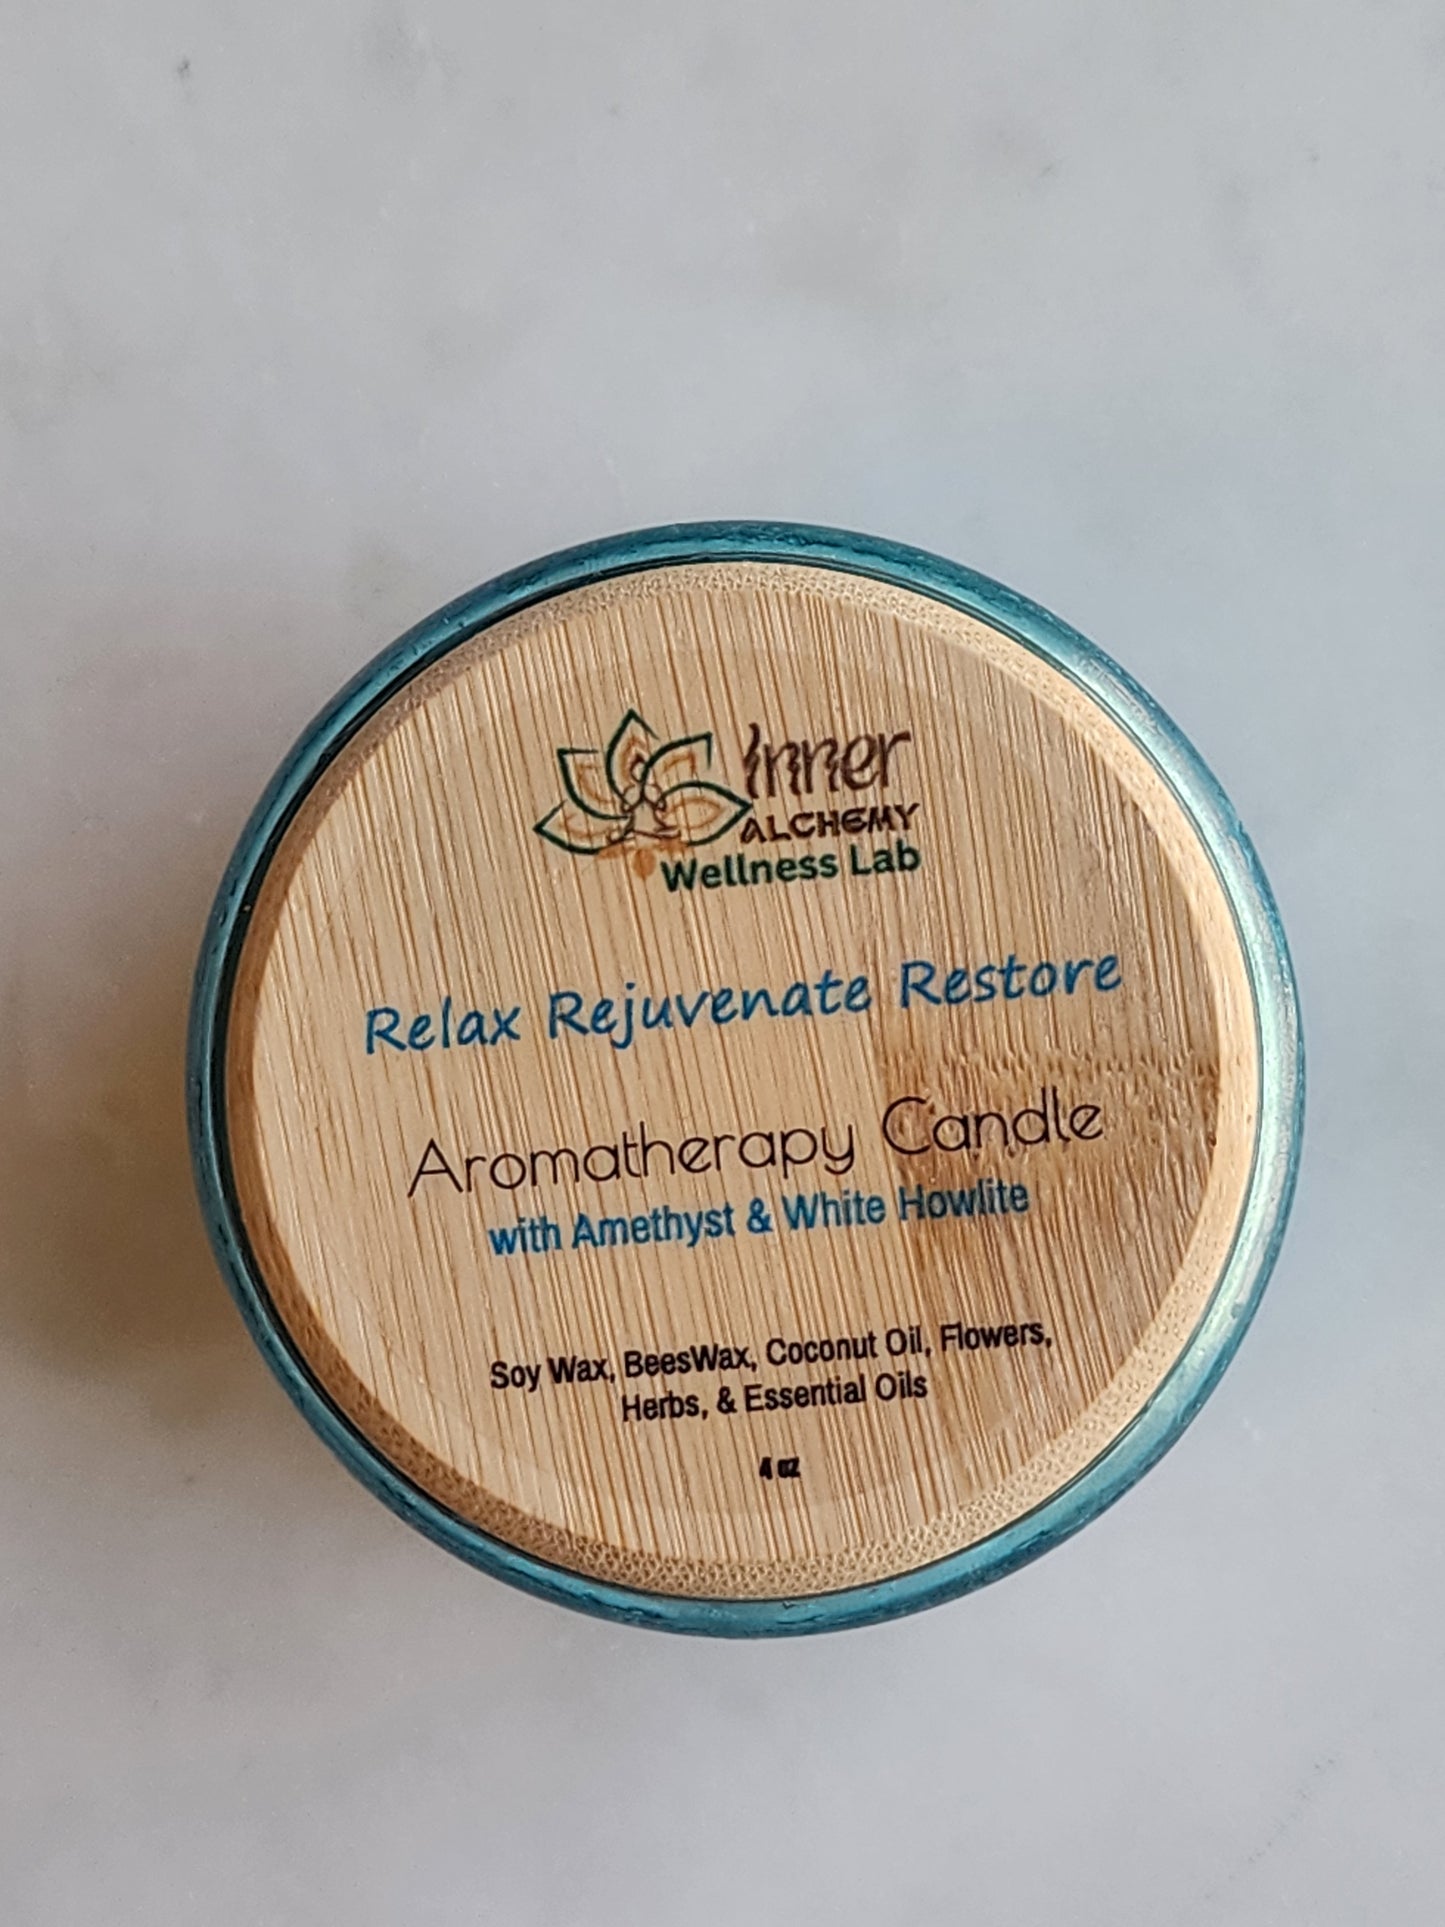 Inner
ALCHEMY
Wellness Lab
Relax Rejuvenate Restore
Aromatherapy Candle
with Amethyst & White Howlite
Soy Wax, BeesWax, Coconut Oil, Flowers,
Herbs, & Essential Oils
4 oz